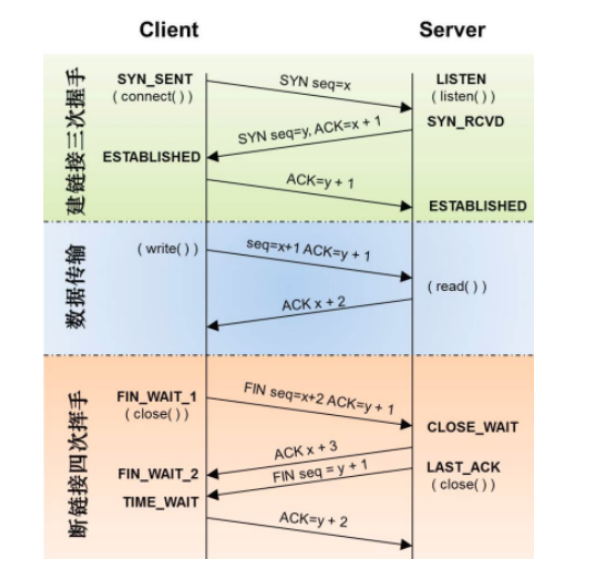 Client
Server
建链接三次握手
SYN_SENT
( connect( ) )
SYN seq=x
LISTEN
( listen( ) )
SYN_RCVD
SYN seq=y, ACK=x + 1
ESTABLISHED
ACK=y + 1
ESTABLISHED
数据传输
( write( ) )
seq=x+1 ACK=y + 1
( read( ) )
ACK x + 2
断链接四次挥手
FIN_WAIT_1
( close( ) )
FIN seq=x+2 ACK=y + 1
CLOSE_WAIT
ACK x + 3
FIN_WAIT_2
FIN seq = y + 1
LAST_ACK
( close( ) )
TIME_WAIT
ACK=y + 2